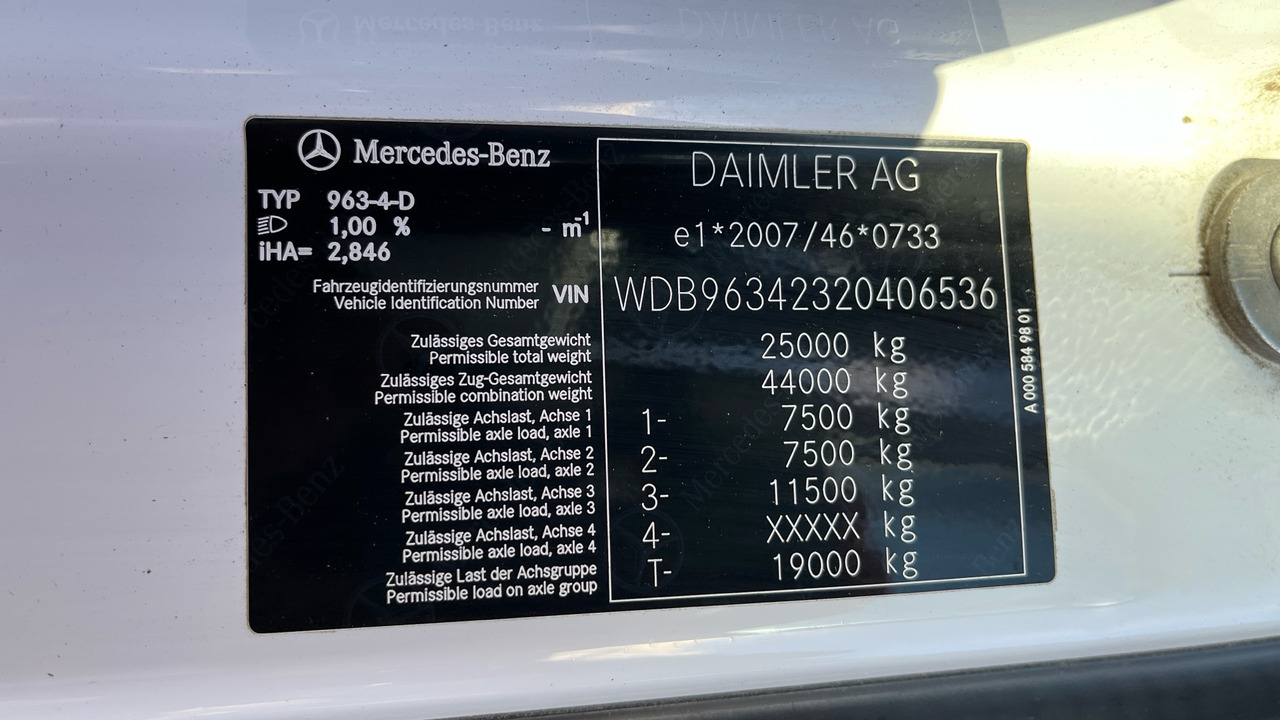 Mercedes-Benz
TYP 963-4-D
1,00 % - m-1
iHA= 2,846
DAIMLER AG
e1*2007/46*0733
Fahrzeugidentifizierungsnummer
Vehicle Identification Number
VIN WDB96342320406536
Zulässiges Gesamtgewicht
Permissible total weight
25000 kg
Zulässiges Zug-Gesamtgewicht
Permissible combination weight
44000 kg
Zulässige Achslast, Achse 1
Permissible axle load, axle 1
1- 7500 kg
Zulässige Achslast, Achse 2
Permissible axle load, axle 2
2- 7500 kg
Zulässige Achslast, Achse 3
Permissible axle load, axle 3
3- 11500 kg
Zulässige Achslast, Achse 4
Permissible axle load, axle 4
4- XXXXX kg
Zulässige Last der Achsgruppe
Permissible load on axle group
T- 19000 kg
A 000 584 98 01